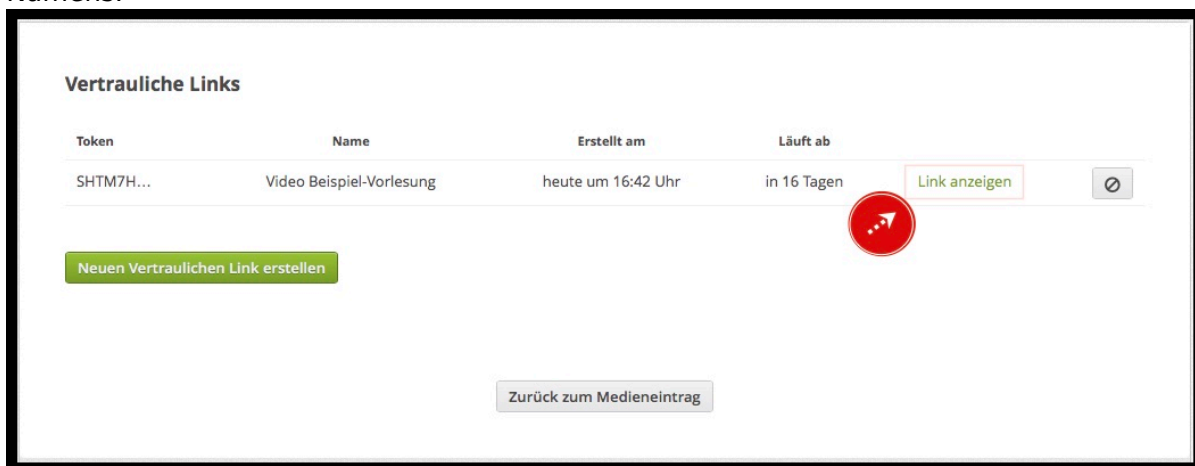 Vertrauliche Links
Token Name Erstellt am Läuft ab
SHTM7H... Video Beispiel-Vorlesung heute um 16:42 Uhr in 16 Tagen Link anzeigen
Neuen Vertraulichen Link erstellen
Zurück zum Medieneintrag